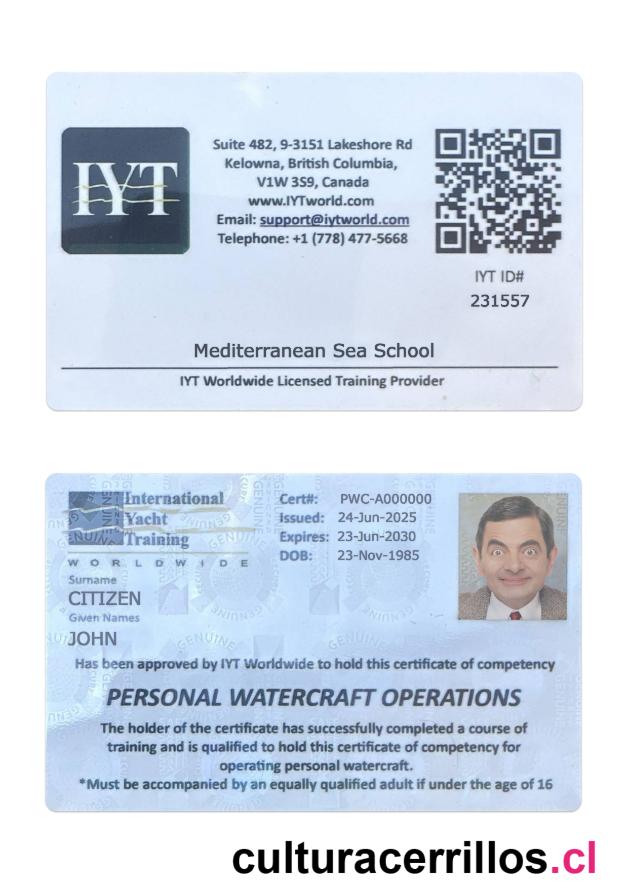 IYT
Suite 482, 9-3151 Lakeshore Rd
Kelowna, British Columbia,
V1W 3S9, Canada
www.IYTworld.com
Email: support@iytworld.com
Telephone: +1 (778) 477-5668
IYT ID#
231557
Mediterranean Sea School
IYT Worldwide Licensed Training Provider
International
Yacht
Training
WORLDWIDE
Cert#: PWC-A000000
Issued: 24-Jun-2025
Expires: 23-Jun-2030
DOB: 23-Nov-1985
Surname
CITIZEN
Given Names
JOHN
GENUINE
Has been approved by IYT Worldwide to hold this certificate of competency
PERSONAL WATERCRAFT OPERATIONS
The holder of the certificate has successfully completed a course of
training and is qualified to hold this certificate of competency for
operating personal watercraft.
*Must be accompanied by an equally qualified adult if under the age of 16
culturacerrillos.cl